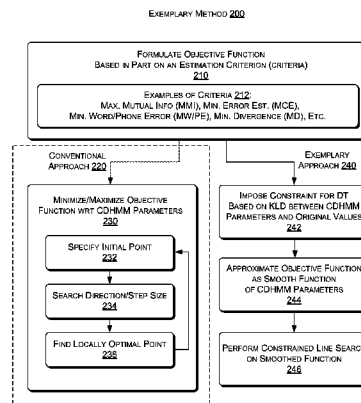 EXEMPLARY METHOD 200
FORMULATE OBJECTIVE FUNCTION
BASED IN PART ON AN ESTIMATION CRITERION (CRITERIA)
210
EXAMPLES OF CRITERIA 212:
MAX. MUTUAL INFO (MMI), MIN. ERROR EST. (MCE),
MIN. WORD/PHONE ERROR (MW/PE), MIN. DIVERGENCE (MD), ETC.
CONVENTIONAL
APPROACH 220
MINIMIZE/MAXIMIZE OBJECTIVE
FUNCTION WRT CDHMM PARAMETERS
230
SPECIFY INITIAL POINT
232
SEARCH DIRECTION/STEP SIZE
234
FIND LOCALLY OPTIMAL POINT
236
EXEMPLARY
APPROACH 240
IMPOSE CONSTRAINT FOR DT
BASED ON KLD BETWEEN CDHMM
PARAMETERS AND ORIGINAL VALUES
242
APPROXIMATE OBJECTIVE FUNCTION
AS SMOOTH FUNCTION
OF CDHMM PARAMETERS
244
PERFORM CONSTRAINED LINE SEARCH
ON SMOOTHED FUNCTION
246